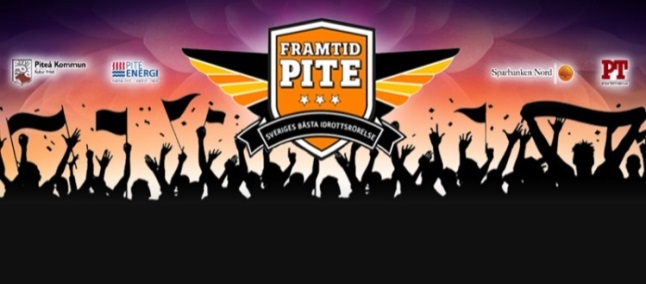 FRAMTID
PITE
SVERIGES BÄSTA IDROTTSRÖRELSE
Piteå Kommun
PITE
ENERGI
Sparbanken Nord
PT